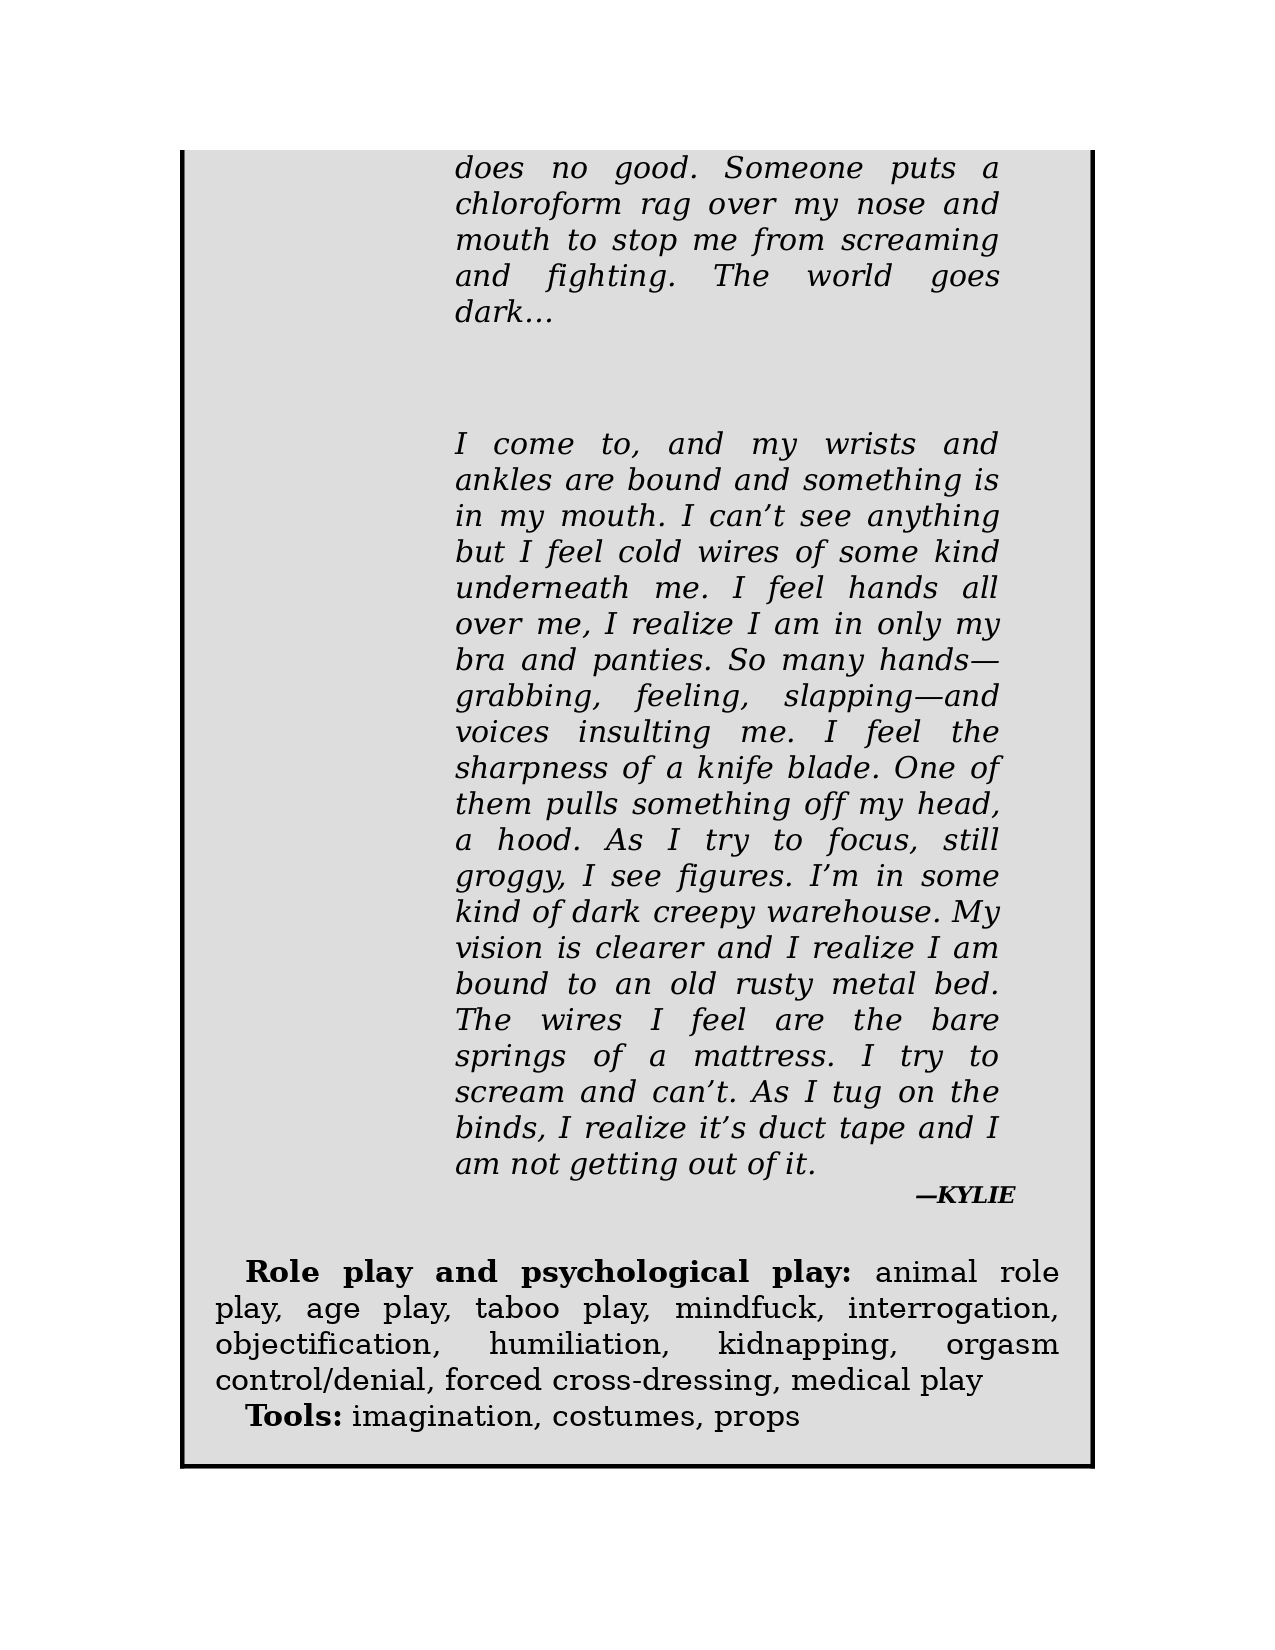 does no good. Someone puts a
chloroform rag over my nose and
mouth to stop me from screaming
and fighting. The world goes
dark…
I come to, and my wrists and
ankles are bound and something is
in my mouth. I can’t see anything
but I feel cold wires of some kind
underneath me. I feel hands all
over me, I realize I am in only my
bra and panties. So many hands—
grabbing, feeling, slapping—and
voices insulting me. I feel the
sharpness of a knife blade. One of
them pulls something off my head,
a hood. As I try to focus, still
groggy, I see figures. I’m in some
kind of dark creepy warehouse. My
vision is clearer and I realize I am
bound to an old rusty metal bed.
The wires I feel are the bare
springs of a mattress. I try to
scream and can’t. As I tug on the
binds, I realize it’s duct tape and I
am not getting out of it.
—KYLIE
Role play and psychological play: animal role
play, age play, taboo play, mindfuck, interrogation,
objectification, humiliation, kidnapping, orgasm
control/denial, forced cross-dressing, medical play
Tools: imagination, costumes, props